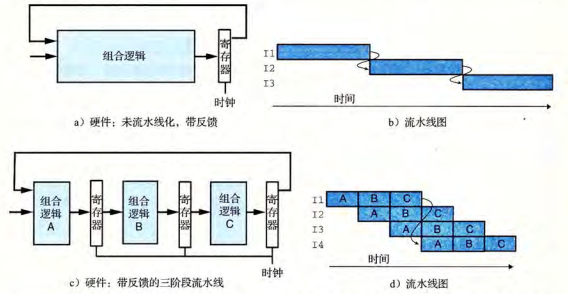 组合逻辑
寄存器
时钟
a）硬件：未流水线化，带反馈
I1
I2
I3
时间
b）流水线图
组合
逻辑
A
寄存器
组合
逻辑
B
寄存器
组合
逻辑
C
寄存器
时钟
c）硬件：带反馈的三阶段流水线
I1 A B C
I2 A B C
I3 A B C
I4 A B C
时间
d）流水线图